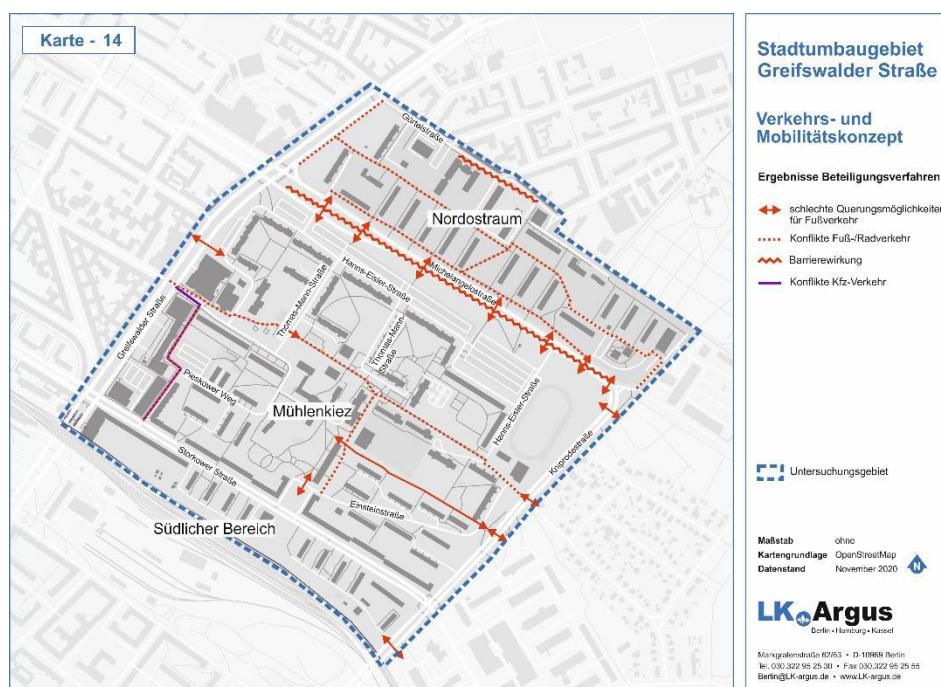 Karte - 14
Gürtelstraße
Nordostraum
Michelangelostraße
Hanns-Eisler-Straße
Thomas-Mann-Straße
Thomas-Mann-
Straße
Greifswalder Straße
Pieskower Weg
Mühlenkiez
Hanns-Eisler-Straße
Kniprodestraße
Storkower Straße
Einsteinstraße
Südlicher Bereich
Stadtumbaugebiet
Greifswalder Straße
Verkehrs- und
Mobilitätskonzept
Ergebnisse Beteiligungsverfahren
schlechte Querungsmöglichkeiten
für Fußverkehr
Konflikte Fuß-/Radverkehr
Barrierewirkung
Konflikte Kfz-Verkehr
Untersuchungsgebiet
Maßstab ohne
Kartengrundlage OpenStreetMap
Datenstand November 2020
N
LK Argus
Berlin • Hamburg • Kassel
Markgrafenstraße 62/63 • D-10969 Berlin
Tel. 030.322 95 25 30 • Fax 030.322 95 25 55
Berlin@LK-argus.de • www.LK-argus.de